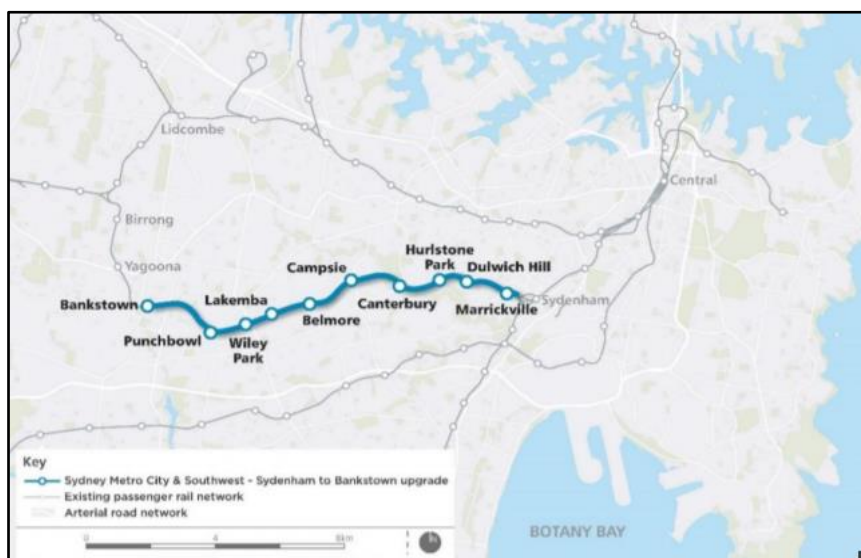 Lidcombe
Central
Birrong
Yagoona
Hurlstone
Park
Campsie
Dulwich Hill
Bankstown
Lakemba
Canterbury
Sydenham
Belmore
Marrickville
Punchbowl
Wiley
Park
Key
Sydney Metro City & Southwest - Sydenham to Bankstown upgrade
Existing passenger rail network
Arterial road network
0 4 8km
BOTANY BAY